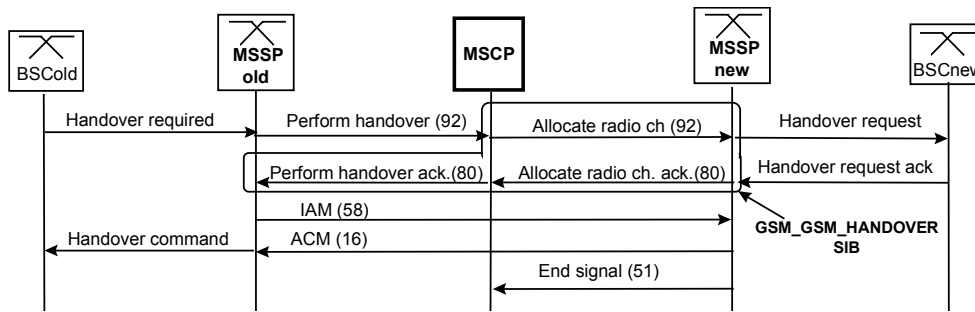 BSCold
MSSP
old
MSCP
MSSP
new
BSCnew
Handover required
Perform handover (92)
Allocate radio ch (92)
Handover request
Perform handover ack.(80)
Allocate radio ch. ack.(80)
Handover request ack
IAM (58)
GSM_GSM_HANDOVER
SIB
Handover command
ACM (16)
End signal (51)